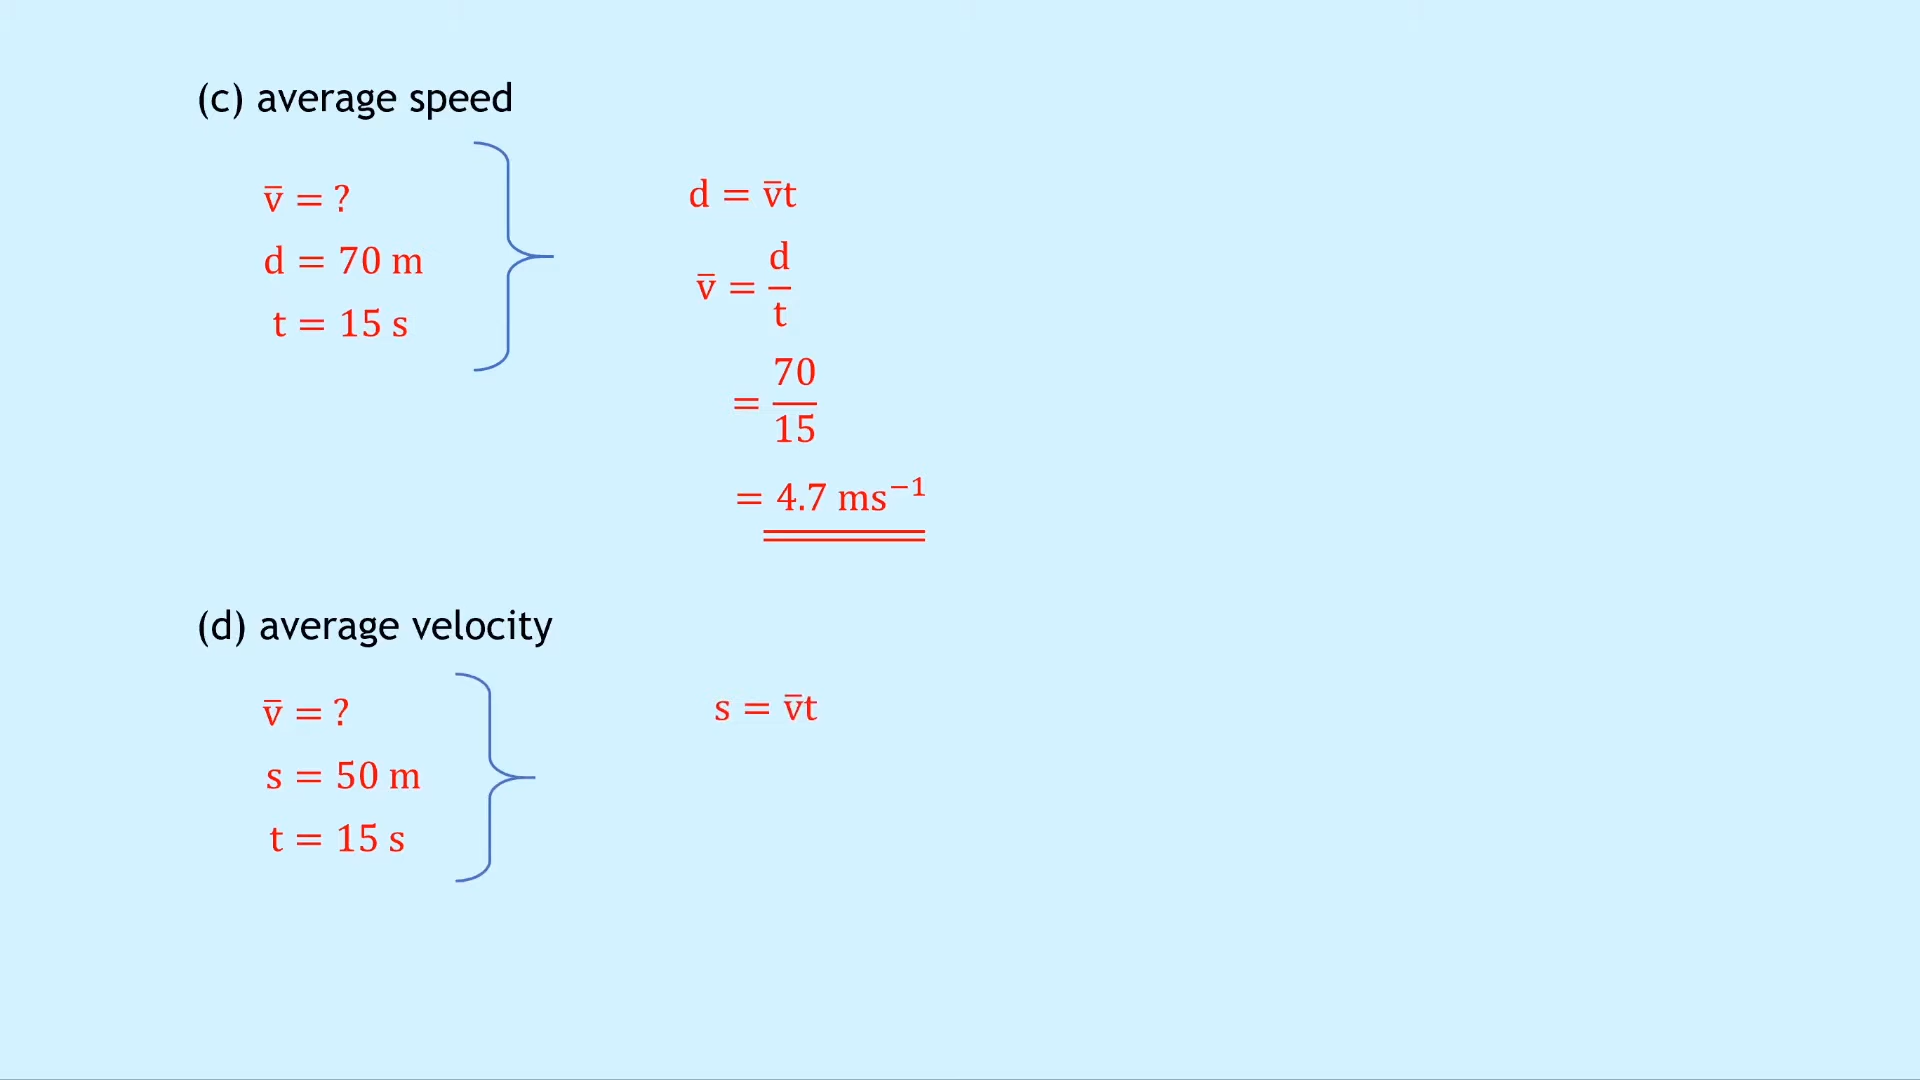 (c) average speed
v̅ = ?
d = 70 m
t = 15 s
d = v̅t
v̅ = d/t
= 70/15
= 4.7 ms⁻¹
(d) average velocity
v̅ = ?
s = 50 m
t = 15 s
s = v̅t